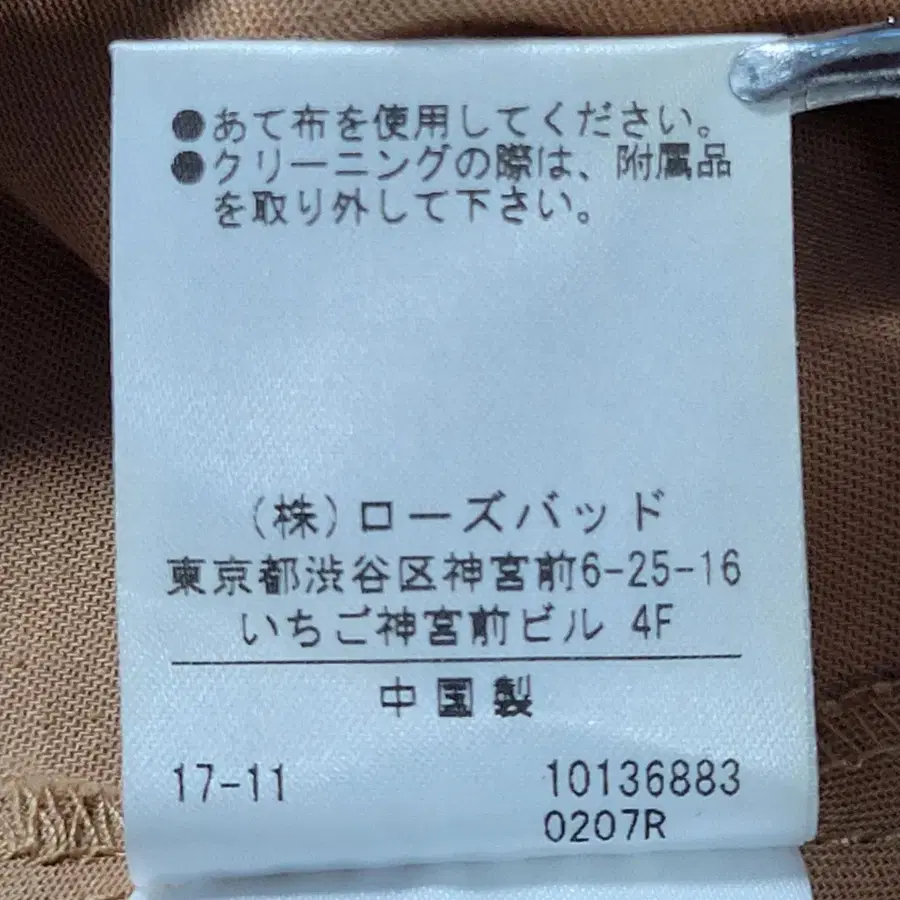 ●あて布を使用してください。
●クリーニングの際は、附属品
を取り外して下さい。
(株)ローズバッド
東京都渋谷区神宮前6-25-16
いちご神宮前ビル 4F
中国製
17-11
10136883
0207R